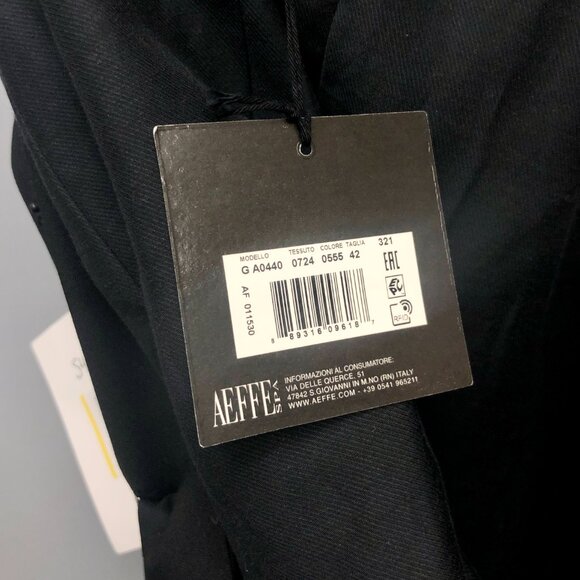 MODELLO TESSUTO COLORE TAGLIA 321
G A0440 0724 0555 42
EAC
AF 011530
RFID
8 89316 09618 7
AEFFE SPA
INFORMAZIONI AL CONSUMATORE:
VIA DELLE QUERCE, 51
47842 S.GIOVANNI IN M.NO (RN) ITALY
WWW.AEFFE.COM - +39 0541 965211